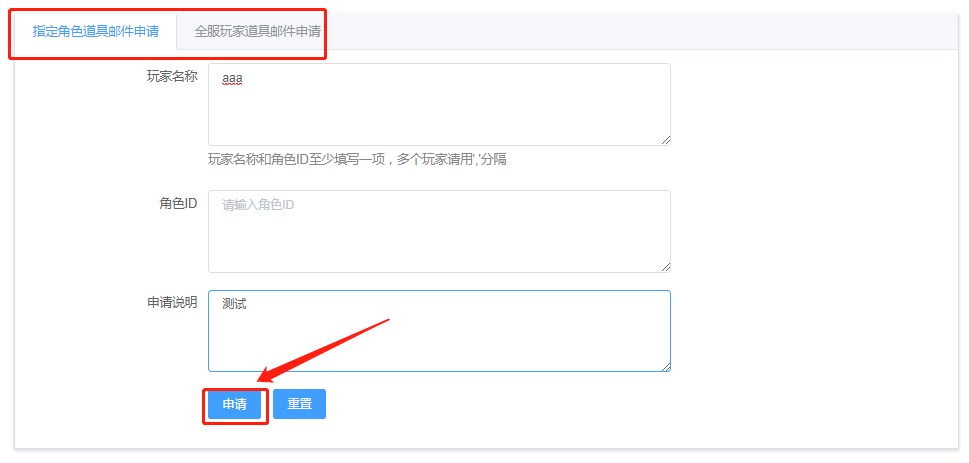 指定角色道具邮件申请 全服玩家道具邮件申请
玩家名称 aaa
玩家名称和角色ID至少填写一项，多个玩家请用','分隔
角色ID 请输入角色ID
申请说明 测试
申请 重置